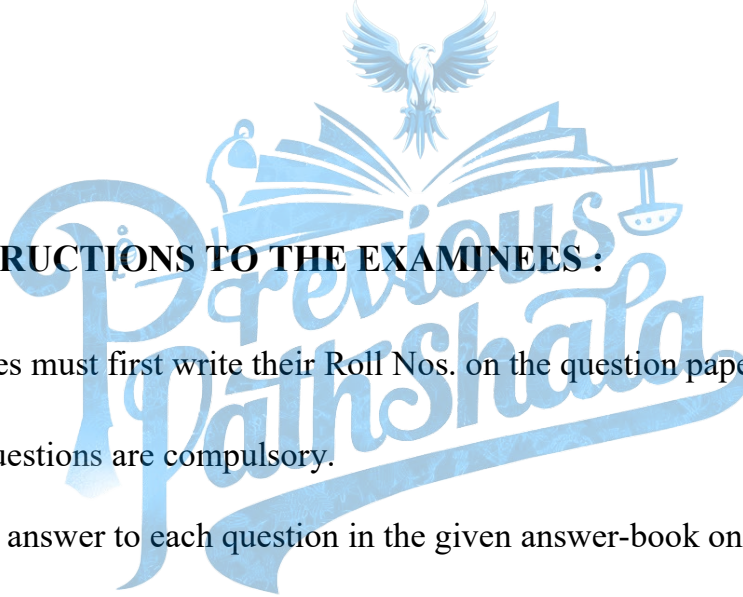 RUCTIONS TO THE EXAMINEES :
es must first write their Roll Nos. on the question pape
uestions are compulsory.
answer to each question in the given answer-book on
Previous
Pathshala